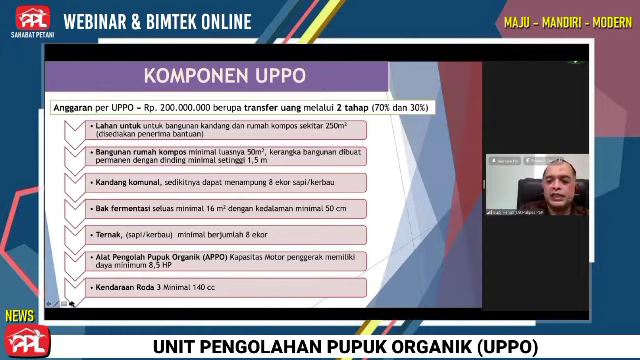 PPL
SAHABAT PETANI
WEBINAR & BIMTEK ONLINE
MAJU – MANDIRI - MODERN
KOMPONEN UPPO
Anggaran per UPPO = Rp. 200.000.000 berupa transfer uang melalui 2 tahap (70% dan 30%)
• Lahan untuk untuk bangunan kandang dan rumah kompos sekitar 250m²
(disediakan penerima bantuan)
• Bangunan rumah kompos minimal luasnya 50m², kerangka bangunan dibuat
permanen dengan dinding minimal setinggi 1,5 m
• Kandang komunal, sedikitnya dapat menampung 8 ekor sapi/kerbau
• Bak fermentasi seluas minimal 16 m² dengan kedalaman minimal 50 cm
• Ternak, (sapi/kerbau) minimal berjumlah 8 ekor
• Alat Pengolah Pupuk Organik (APPO) Kapasitas Motor penggerak memiliki
daya minimum 8,5 HP
• Kendaraan Roda 3 Minimal 140 cc
NEWS
PPL
UNIT PENGOLAHAN PUPUK ORGANIK (UPPO)